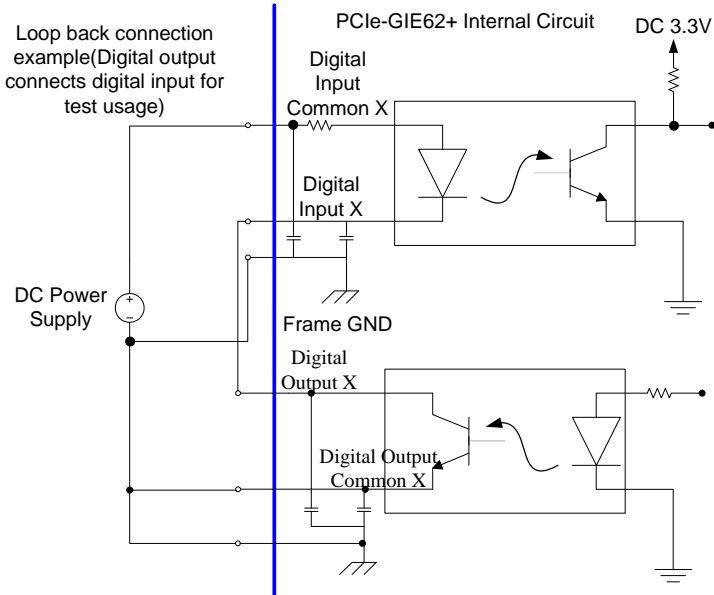 Loop back connection
example(Digital output
connects digital input for
test usage)
PCIe-GIE62+ Internal Circuit
DC 3.3V
Digital
Input
Common X
Digital
Input X
DC Power
Supply
+
−
Frame GND
Digital
Output X
Digital Output
Common X